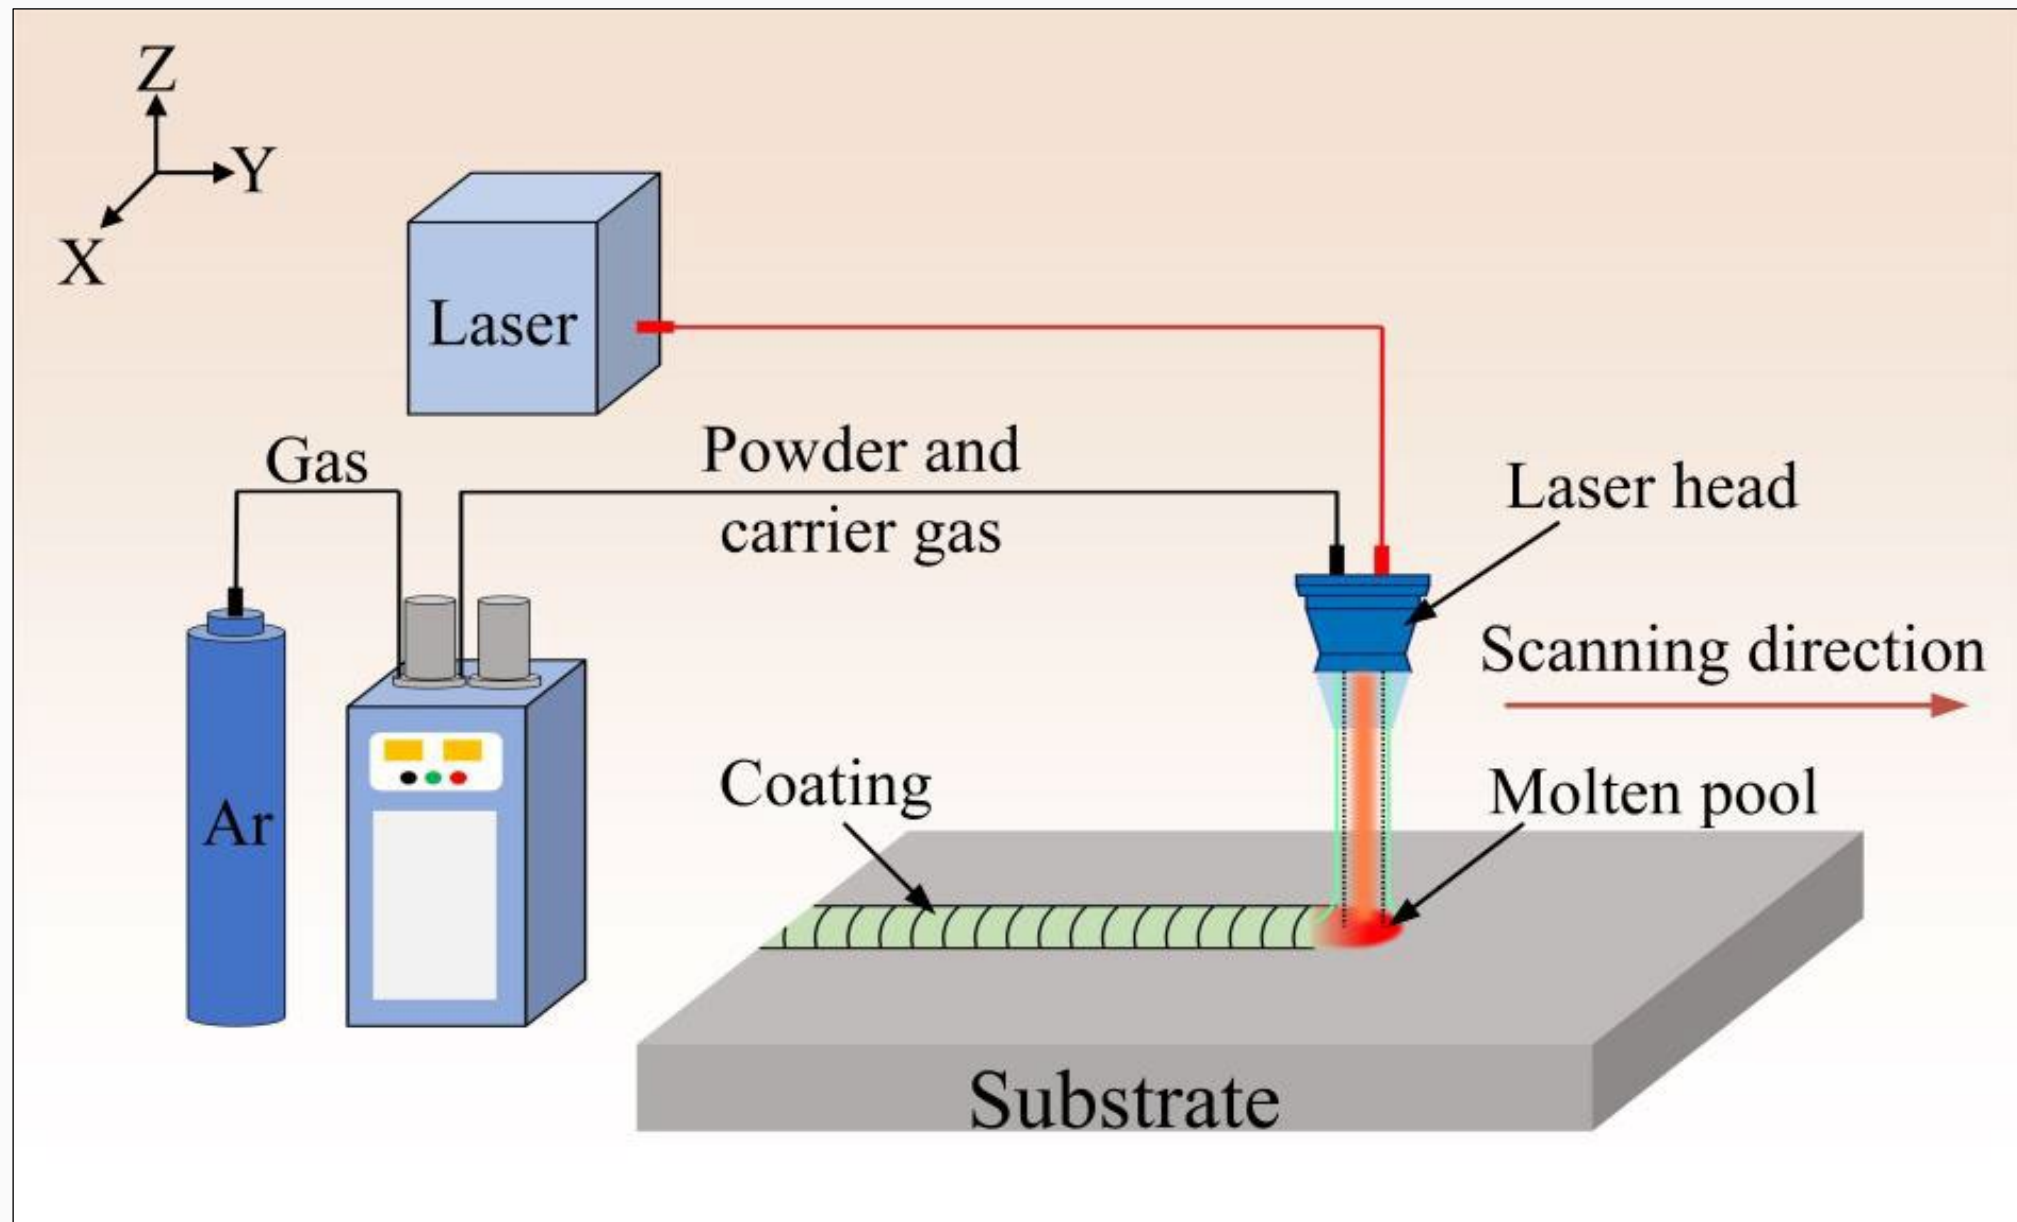 Z
Y
X
Laser
Gas
Powder and
carrier gas
Laser head
Scanning direction
Coating
Molten pool
Ar
Substrate